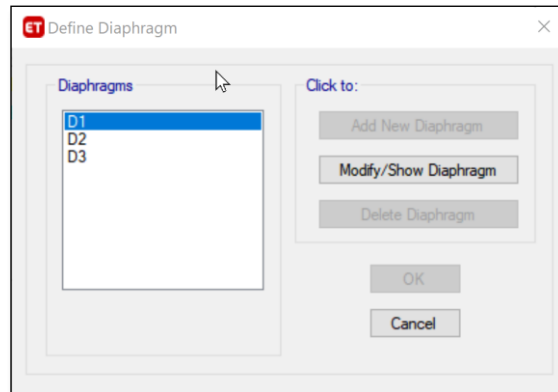 ET Define Diaphragm
Diaphragms
D1
D2
D3
Click to:
Add New Diaphragm
Modify/Show Diaphragm
Delete Diaphragm
OK
Cancel